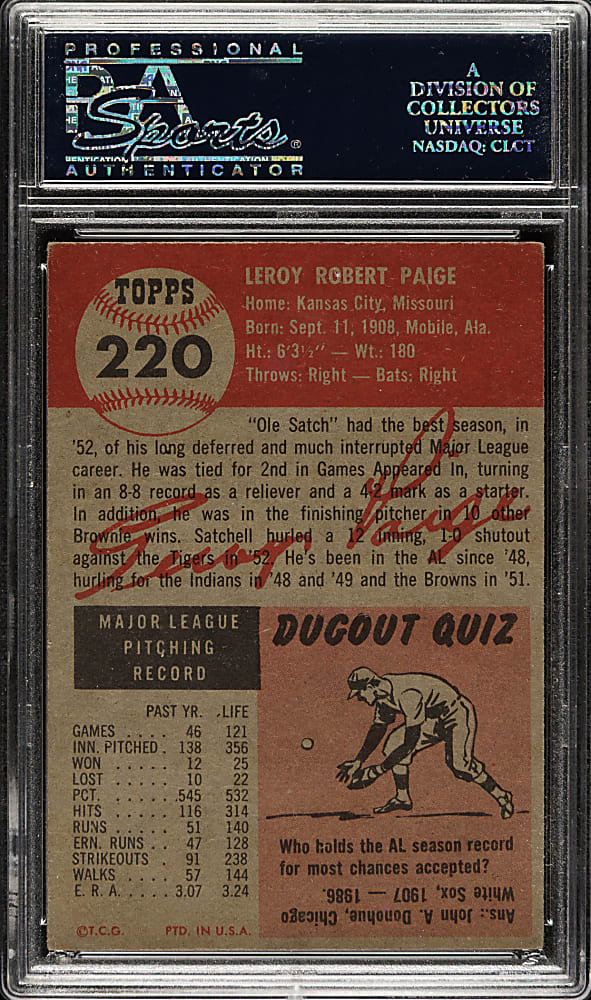 PROFESSIONAL
PSA
Sports®
AUTHENTICATOR
A
DIVISION OF
COLLECTORS
UNIVERSE
NASDAQ: CLCT
TOPPS
220
LEROY ROBERT PAIGE
Home: Kansas City, Missouri
Born: Sept. 11, 1908, Mobile, Ala.
Ht.: 6'3½" — Wt.: 180
Throws: Right — Bats: Right
"Ole Satch" had the best season, in
'52, of his long deferred and much interrupted Major League
career. He was tied for 2nd in Games Appeared In, turning
in an 8-8 record as a reliever and a 4-2 mark as a starter.
In addition, he was in the finishing pitcher in 10 other
Brownie wins. Satchell hurled a 12 inning, 1-0 shutout
against the Tigers in '52. He's been in the AL since '48,
hurling for the Indians in '48 and '49 and the Browns in '51.
MAJOR LEAGUE
PITCHING
RECORD
PAST YR. LIFE
GAMES . . . . 46 121
INN. PITCHED . 138 356
WON . . . . . 12 25
LOST . . . . . 10 22
PCT. . . . . . .545 532
HITS . . . . . 116 314
RUNS . . . . . 51 140
ERN. RUNS . . 47 128
STRIKEOUTS . 91 238
WALKS . . . . 57 144
E. R. A. . . . . 3.07 3.24
©T.C.G. PTD. IN U.S.A.
DUGOUT QUIZ
Who holds the AL season record
for most chances accepted?
Ans.: John A. Donohue, Chicago
White Sox, 1907 — 1986.